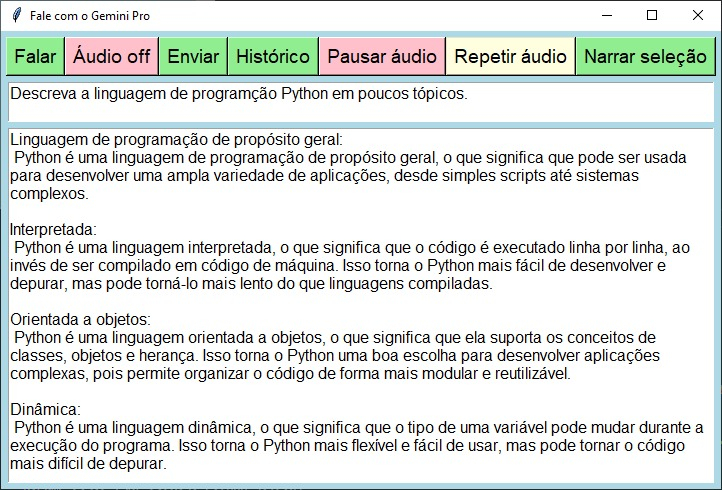 Fale com o Gemini Pro
Falar Áudio off Enviar Histórico Pausar áudio Repetir áudio Narrar seleção
Descreva a linguagem de programção Python em poucos tópicos.
Linguagem de programação de propósito geral:
Python é uma linguagem de programação de propósito geral, o que significa que pode ser usada
para desenvolver uma ampla variedade de aplicações, desde simples scripts até sistemas
complexos.
Interpretada:
Python é uma linguagem interpretada, o que significa que o código é executado linha por linha, ao
invés de ser compilado em código de máquina. Isso torna o Python mais fácil de desenvolver e
depurar, mas pode torná-lo mais lento do que linguagens compiladas.
Orientada a objetos:
Python é uma linguagem orientada a objetos, o que significa que ela suporta os conceitos de
classes, objetos e herança. Isso torna o Python uma boa escolha para desenvolver aplicações
complexas, pois permite organizar o código de forma mais modular e reutilizável.
Dinâmica:
Python é uma linguagem dinâmica, o que significa que o tipo de uma variável pode mudar durante a
execução do programa. Isso torna o Python mais flexível e fácil de usar, mas pode tornar o código
mais difícil de depurar.